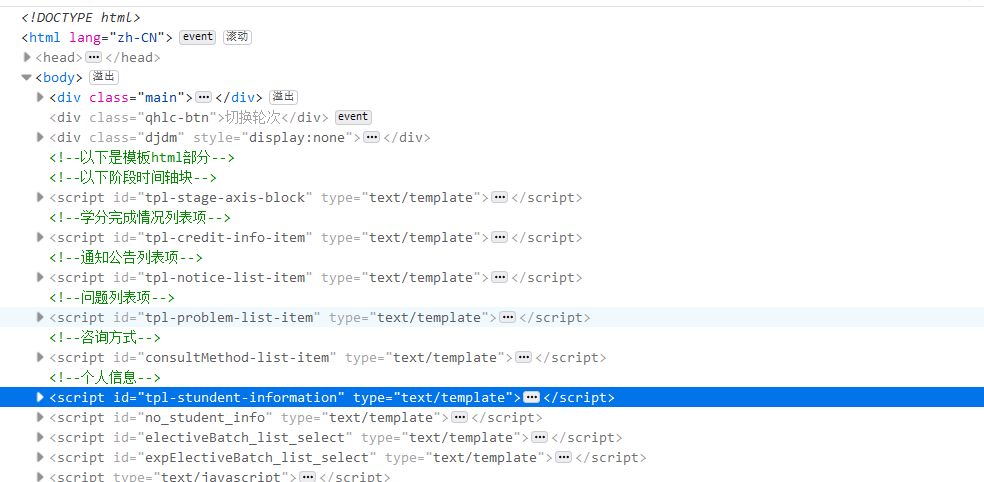 <!DOCTYPE html>
<html lang="zh-CN"> event 滚动
<head> ••• </head>
<body> 溢出
<div class="main"> ••• </div> 溢出
<div class="qhlc-btn">切换轮次</div> event
<div class="djdm" style="display:none"> ••• </div>
<!--以下是模板html部分-->
<!--以下阶段时间轴块-->
<script id="tpl-stage-axis-block" type="text/template"> ••• </script>
<!--学分完成情况列表项-->
<script id="tpl-credit-info-item" type="text/template"> ••• </script>
<!--通知公告列表项-->
<script id="tpl-notice-list-item" type="text/template"> ••• </script>
<!--问题列表项-->
<script id="tpl-problem-list-item" type="text/template"> ••• </script>
<!--咨询方式-->
<script id="consultMethod-list-item" type="text/template"> ••• </script>
<!--个人信息-->
<script id="tpl-stundent-information" type="text/template"> ••• </script>
<script id="no_student_info" type="text/template"> ••• </script>
<script id="electiveBatch_list_select" type="text/template"> ••• </script>
<script id="expElectiveBatch_list_select" type="text/template"> ••• </script>
<script type="text/javascript"> ••• </script>